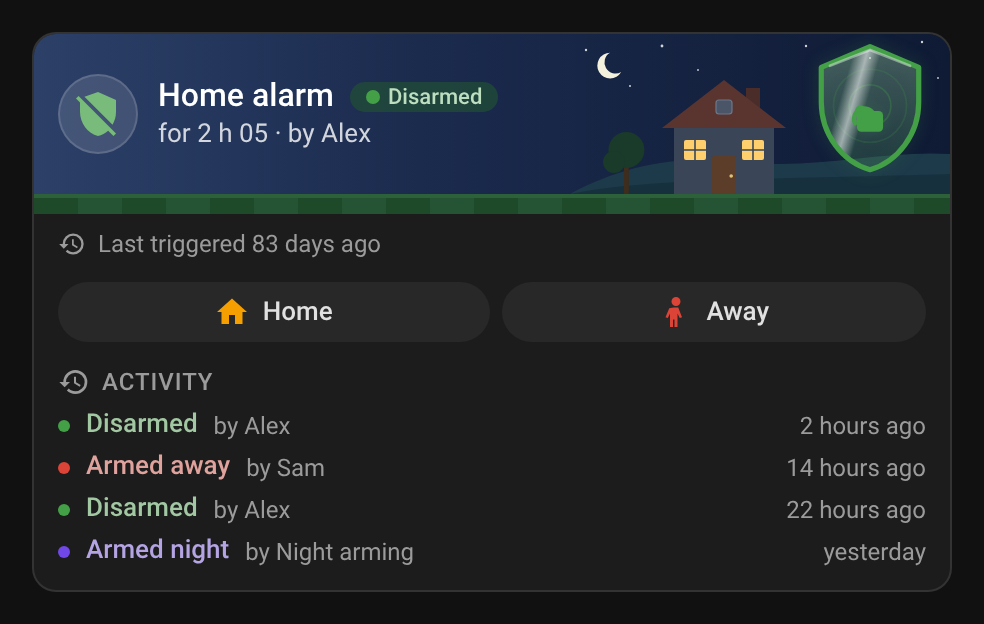 Home alarm Disarmed
for 2 h 05 · by Alex
Last triggered 83 days ago
Home Away
ACTIVITY
Disarmed by Alex 2 hours ago
Armed away by Sam 14 hours ago
Disarmed by Alex 22 hours ago
Armed night by Night arming yesterday